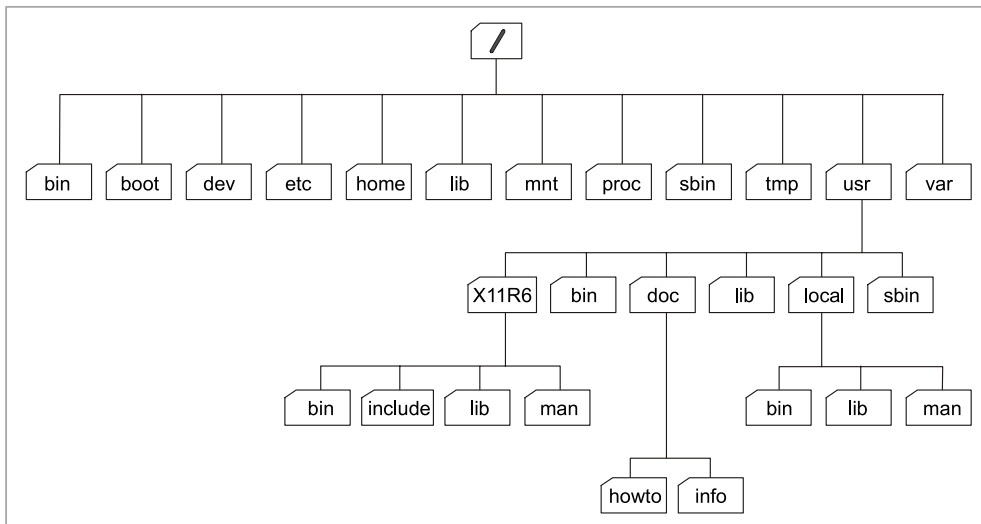 /
bin boot dev etc home lib mnt proc sbin tmp usr var
X11R6 bin doc lib local sbin
bin include lib man bin lib man
howto info